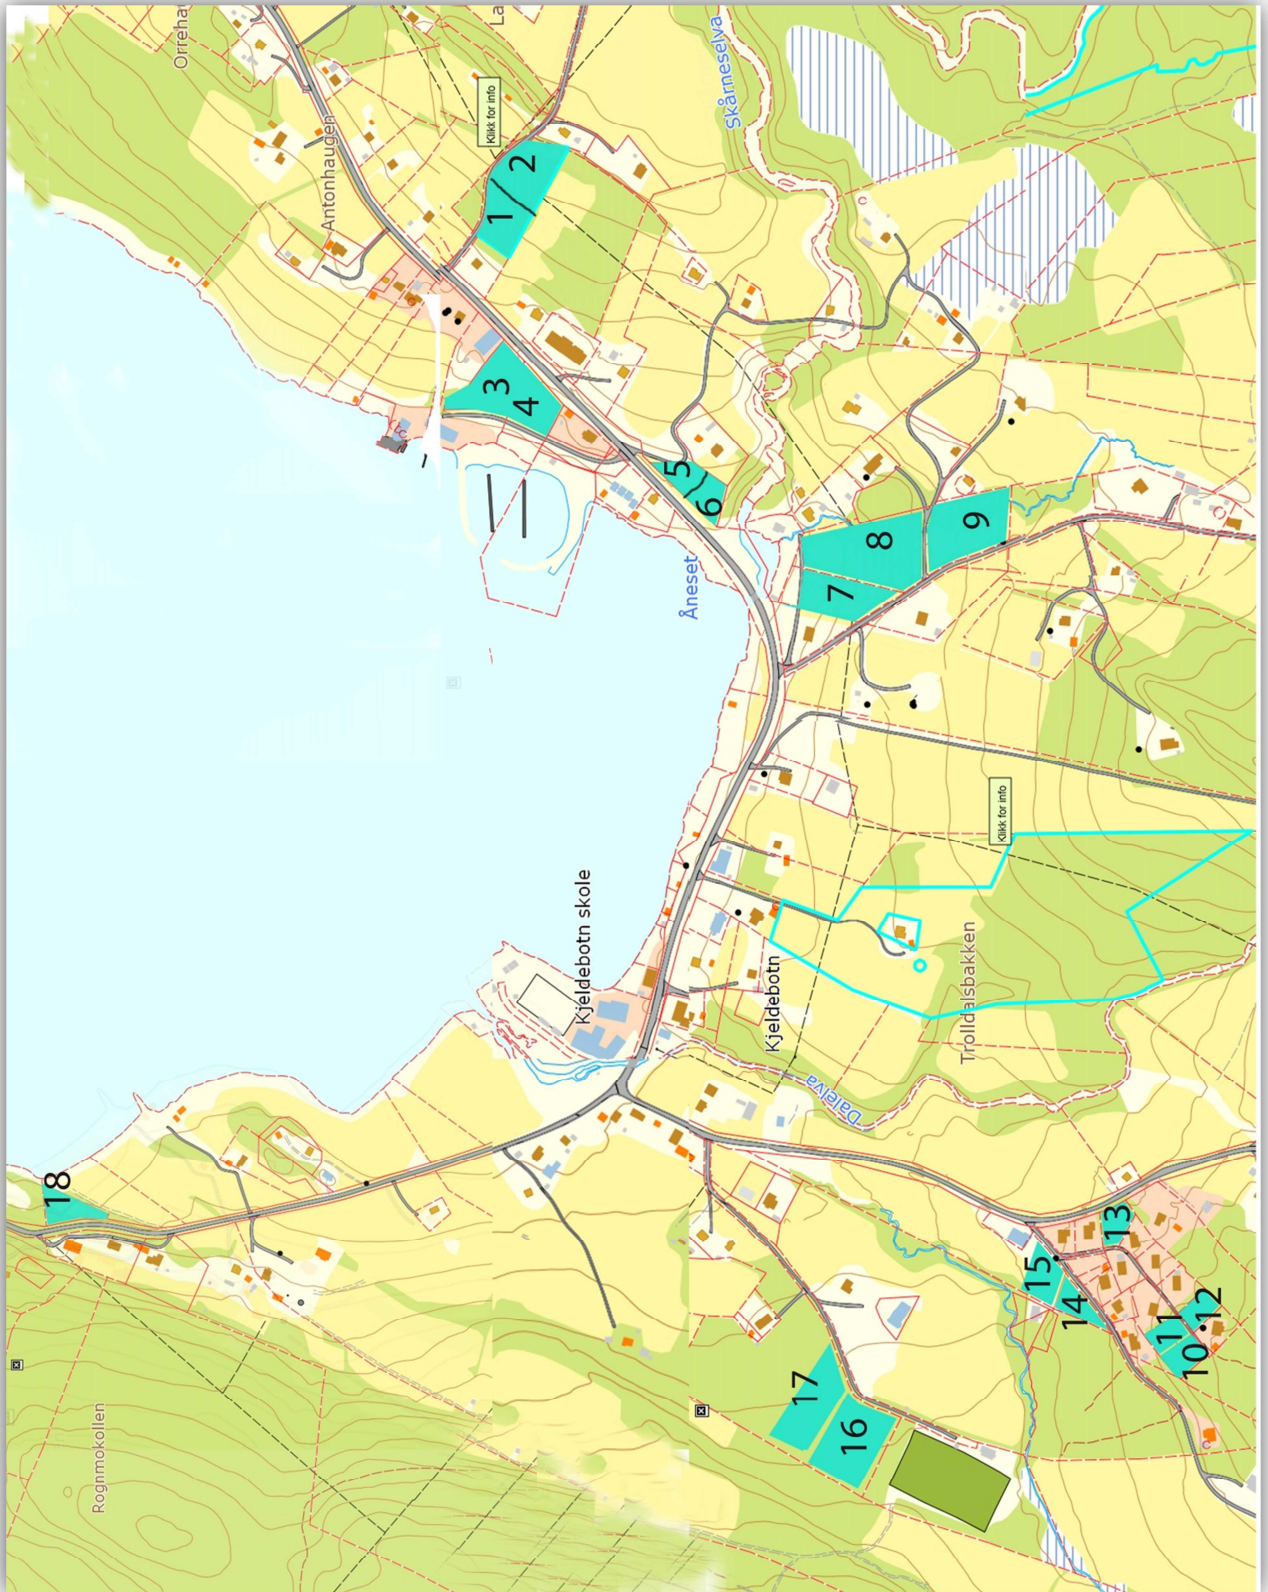 Orreha
La
Antonhaugen
Klikk for info
Skårneselva
2
1
3
4
5
6
Åneset
8
9
7
Klikk for info
Kjeldebotn skole
Kjeldebotn
Trolldalsbakken
Dalelva
18
13
15
14
12
11
10
17
16
Rognmokollen